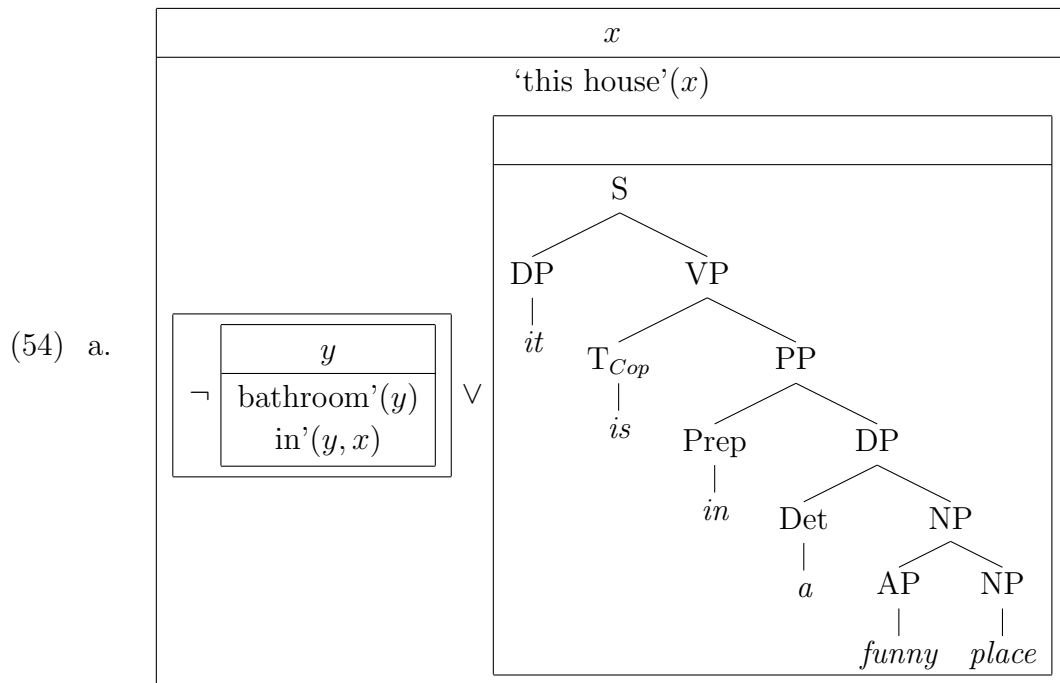 x
‘this house’(x)
S
DP VP
it
T_Cop PP
is
Prep DP
in
Det NP
a
AP NP
funny place
(54) a.
¬ y ∨
bathroom’(y)
in’(y, x)